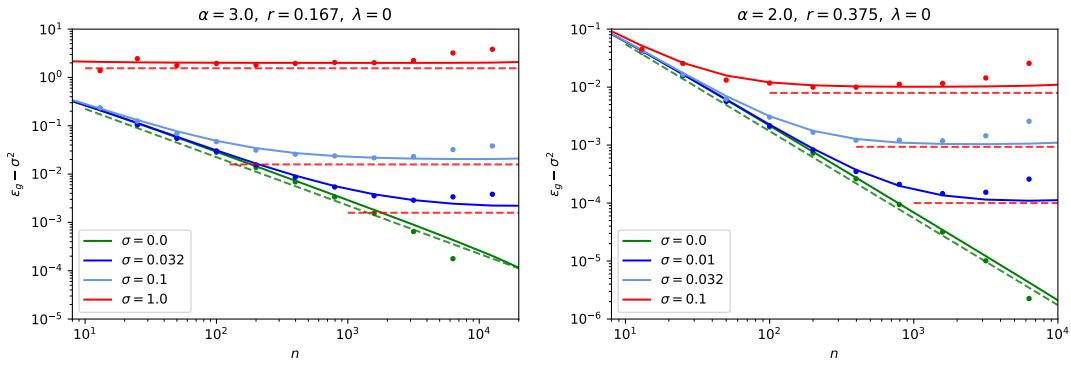 α = 3.0, r = 0.167, λ = 0
10¹
10⁰
10⁻¹
10⁻²
10⁻³
10⁻⁴
10⁻⁵
ε_g − σ²
σ = 0.0
σ = 0.032
σ = 0.1
σ = 1.0
10¹ 10² 10³ 10⁴
n
α = 2.0, r = 0.375, λ = 0
10⁻¹
10⁻²
10⁻³
10⁻⁴
10⁻⁵
10⁻⁶
ε_g − σ²
σ = 0.0
σ = 0.01
σ = 0.032
σ = 0.1
10¹ 10² 10³ 10⁴
n